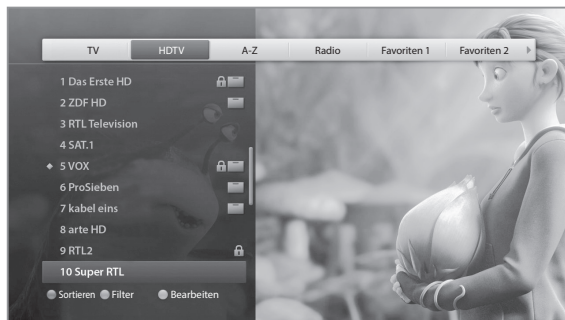 TV HDTV A-Z Radio Favoriten 1 Favoriten 2
1 Das Erste HD
2 ZDF HD
3 RTL Television
4 SAT.1
5 VOX
6 ProSieben
7 kabel eins
8 arte HD
9 RTL2
10 Super RTL
Sortieren Filter Bearbeiten